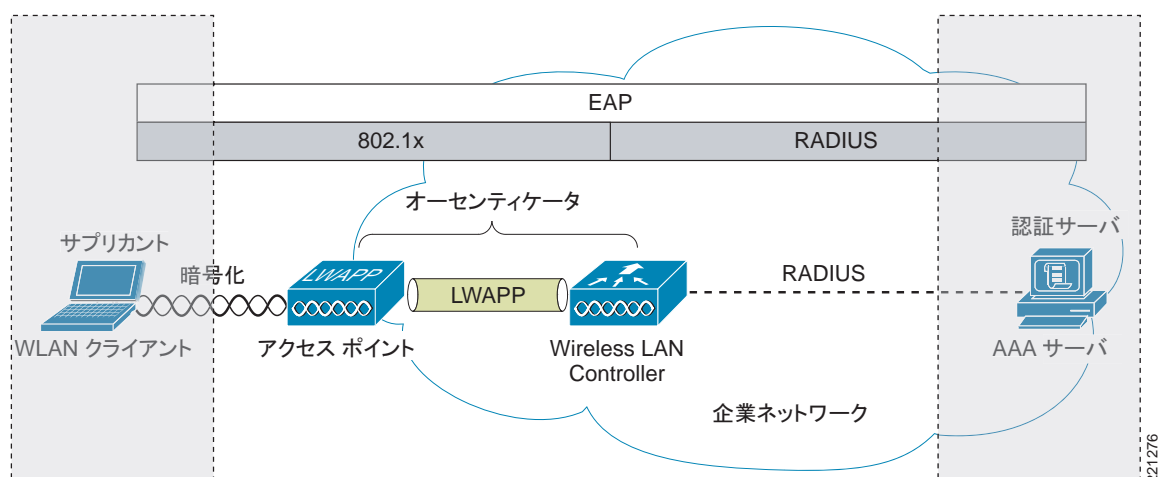 EAP
802.1x
RADIUS
オーセンティケータ
サプリカント
認証サーバ
暗号化
LWAPP
LWAPP
RADIUS
WLAN クライアント
アクセス ポイント
Wireless LAN
Controller
AAA サーバ
企業ネットワーク
221276